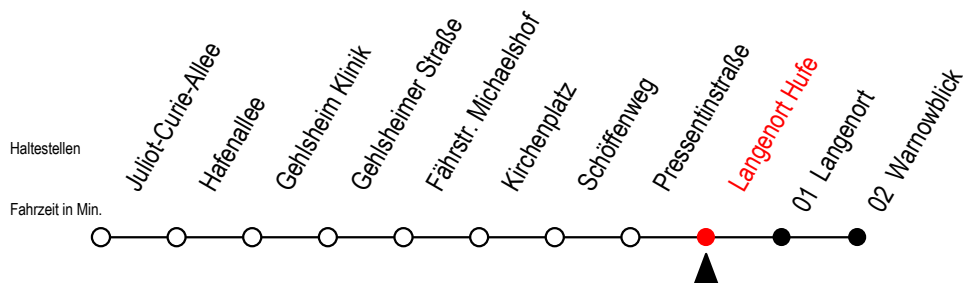 Haltestellen
Fahrzeit in Min.
Juliot-Curie-Allee
Hafenallee
Gehlsheim Klinik
Gehlsheimer Straße
Fährstr. Michaelshof
Kirchenplatz
Schöffenweg
Pressentinstraße
Langenort Hufe
01 Langenort
02 Warnowblick